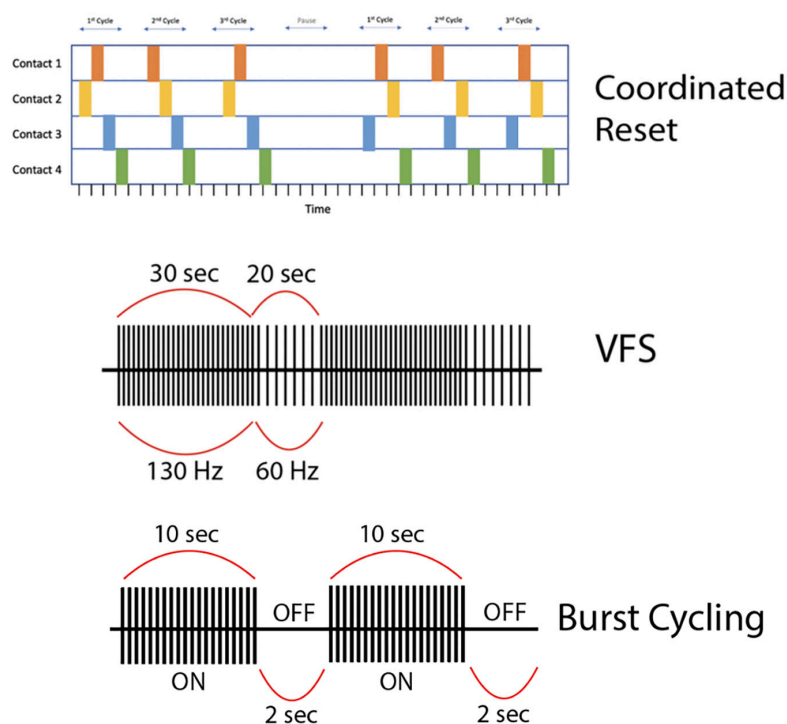 1st Cycle 2nd Cycle 3rd Cycle Pause 1st Cycle 2nd Cycle 3rd Cycle
Contact 1
Contact 2
Contact 3
Contact 4
Time
Coordinated
Reset
30 sec 20 sec
VFS
130 Hz 60 Hz
10 sec 10 sec
OFF OFF
Burst Cycling
ON ON
2 sec 2 sec